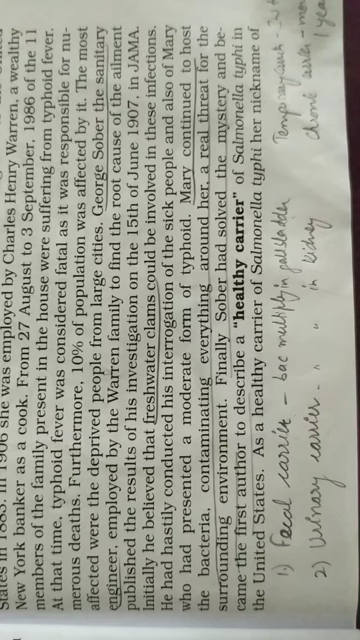 States in 1883. In 1906 she was employed by Charles Henry Warren, a wealthy
New York banker as a cook. From 27 August to 3 September, 1986 of the 11
members of the family present in the house were suffering from typhoid fever.
At that time, typhoid fever was considered fatal as it was responsible for nu-
merous deaths. Furthermore, 10% of population was affected by it. The most
affected were the deprived people from large cities. George Sober the sanitary
engineer, employed by the Warren family to find the root cause of the ailment
published the results of his investigation on the 15th of June 1907, in JAMA.
Initially he believed that freshwater clams could be involved in these infections.
He had hastily conducted his interrogation of the sick people and also of Mary
who had presented a moderate form of typhoid. Mary continued to host
the bacteria, contaminating everything around her, a real threat for the
surrounding environment. Finally Sober had solved the mystery and be-
came the first author to describe a "healthy carrier" of Salmonella typhi in
the United States. As a healthy carrier of Salmonella typhi her nickname of
1) Faecal carrier - bac multiply in gall bladder
2) Urinary carrier - " " in kidney
Temporary
chronic
1 year